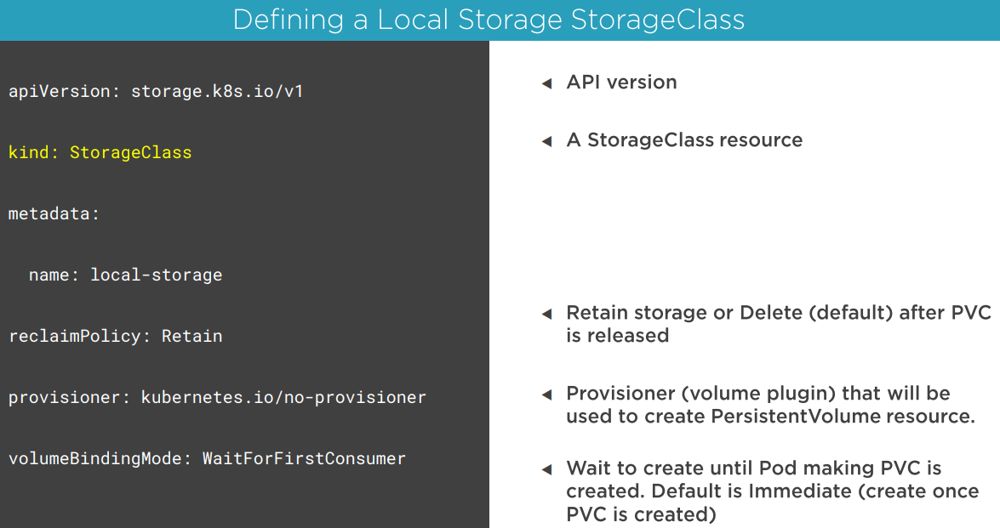 Defining a Local Storage StorageClass
apiVersion: storage.k8s.io/v1
kind: StorageClass
metadata:
  name: local-storage
reclaimPolicy: Retain
provisioner: kubernetes.io/no-provisioner
volumeBindingMode: WaitForFirstConsumer
API version
A StorageClass resource
Retain storage or Delete (default) after PVC
is released
Provisioner (volume plugin) that will be
used to create PersistentVolume resource.
Wait to create until Pod making PVC is
created. Default is Immediate (create once
PVC is created)